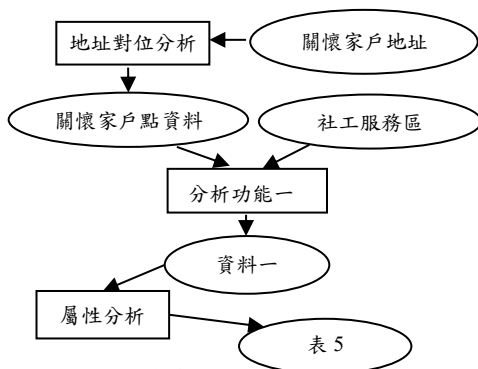 地址對位分析
關懷家戶地址
關懷家戶點資料
社工服務區
分析功能一
資料一
屬性分析
表 5